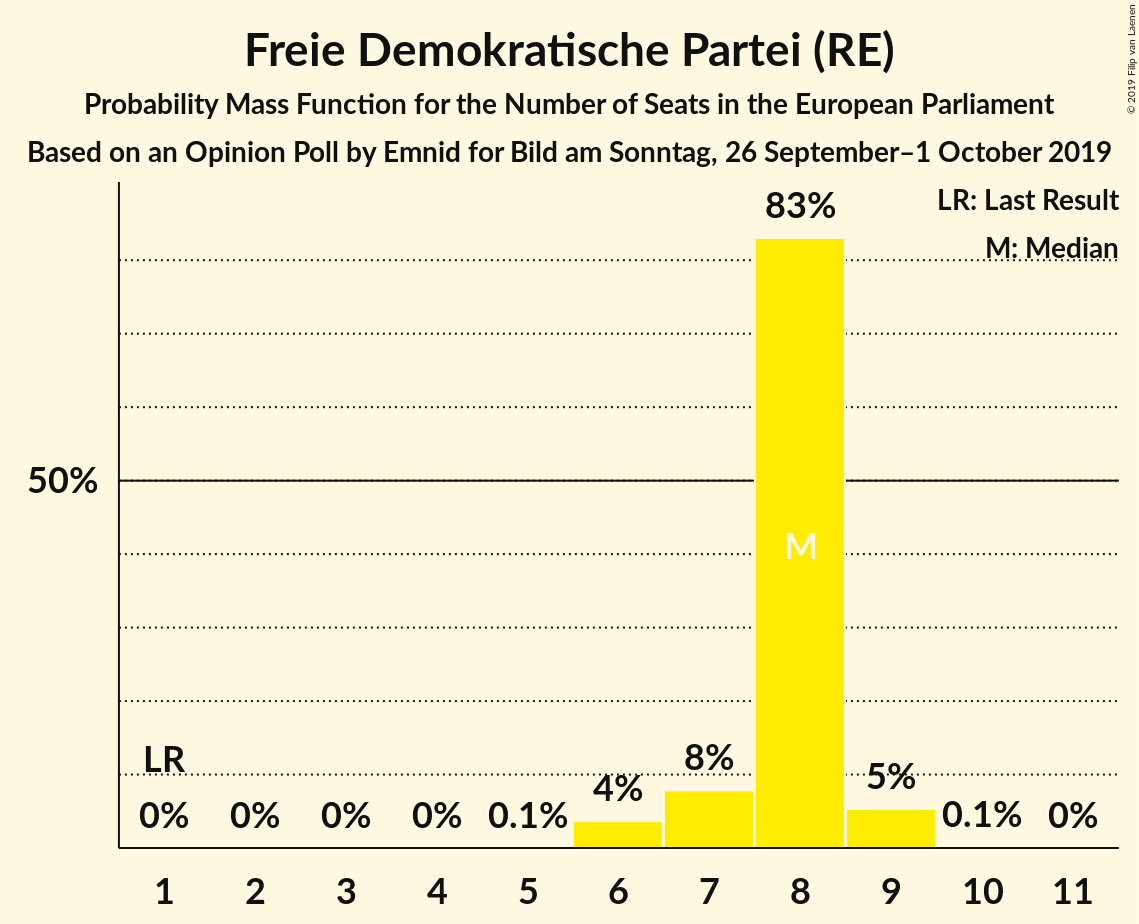 Freie Demokratische Partei (RE)
Probability Mass Function for the Number of Seats in the European Parliament
Based on an Opinion Poll by Emnid for Bild am Sonntag, 26 September–1 October 2019
© 2019 Filip van Laenen
LR: Last Result
M: Median
83%
50%
M
LR
0%
0%
0%
0%
0.1%
4%
8%
5%
0.1%
0%
1 2 3 4 5 6 7 8 9 10 11